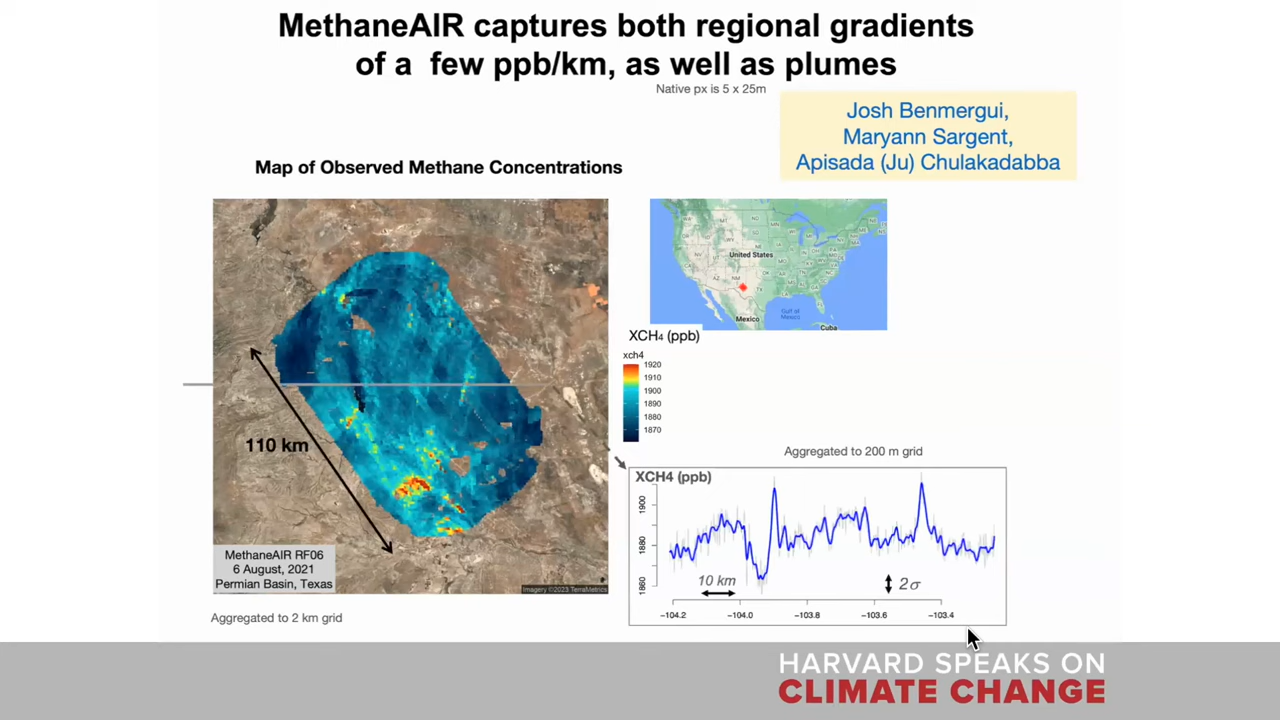 MethaneAIR captures both regional gradients
of a few ppb/km, as well as plumes
Native px is 5 x 25m
Josh Benmergui,
Maryann Sargent,
Apisada (Ju) Chulakadabba
Map of Observed Methane Concentrations
United States
Mexico
Gulf of
Mexico
Cuba
XCH4 (ppb)
xch4
1920
1910
1900
1890
1880
1870
110 km
MethaneAIR RF06
6 August, 2021
Permian Basin, Texas
Imagery ©2023 TerraMetrics
Aggregated to 2 km grid
Aggregated to 200 m grid
XCH4 (ppb)
1900
1880
1860
10 km
2σ
−104.2 −104.0 −103.8 −103.6 −103.4
HARVARD SPEAKS ON
CLIMATE CHANGE